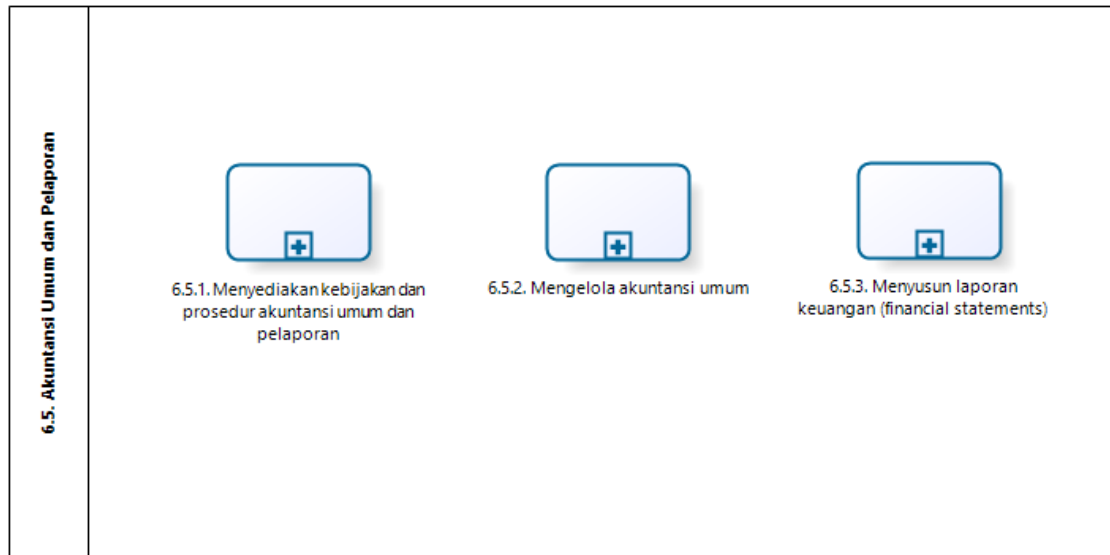 6.5. Akuntansi Umum dan Pelaporan
6.5.1. Menyediakan kebijakan dan
prosedur akuntansi umum dan
pelaporan
6.5.2. Mengelola akuntansi umum
6.5.3. Menyusun laporan
keuangan (financial statements)